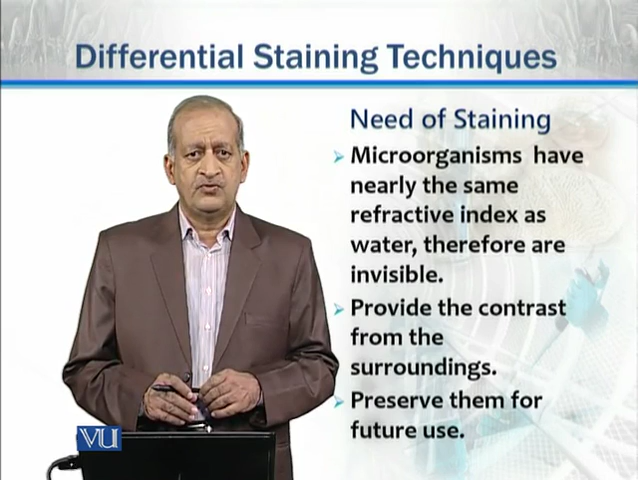 Differential Staining Techniques
Need of Staining
Microorganisms have
nearly the same
refractive index as
water, therefore are
invisible.
Provide the contrast
from the
surroundings.
Preserve them for
future use.
VU